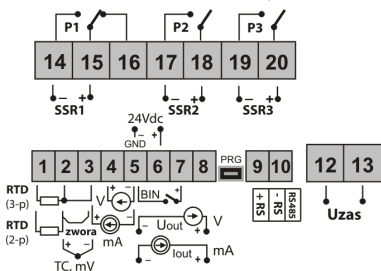 P1 P2 P3
14 15 16 17 18 19 20
− + − + − +
SSR1 SSR2 SSR3
24Vdc
− +
GND
1 2 3 4 5 6 7 8 PRG 9 10 12 13
RTD
(3-p)
+ − − +
V BIN
+ RS
- RS
RS485
Uzas
RTD
(2-p)
zwora
+ −
mA
Uout V
− +
+ −
TC, mV
Iout mA
− +